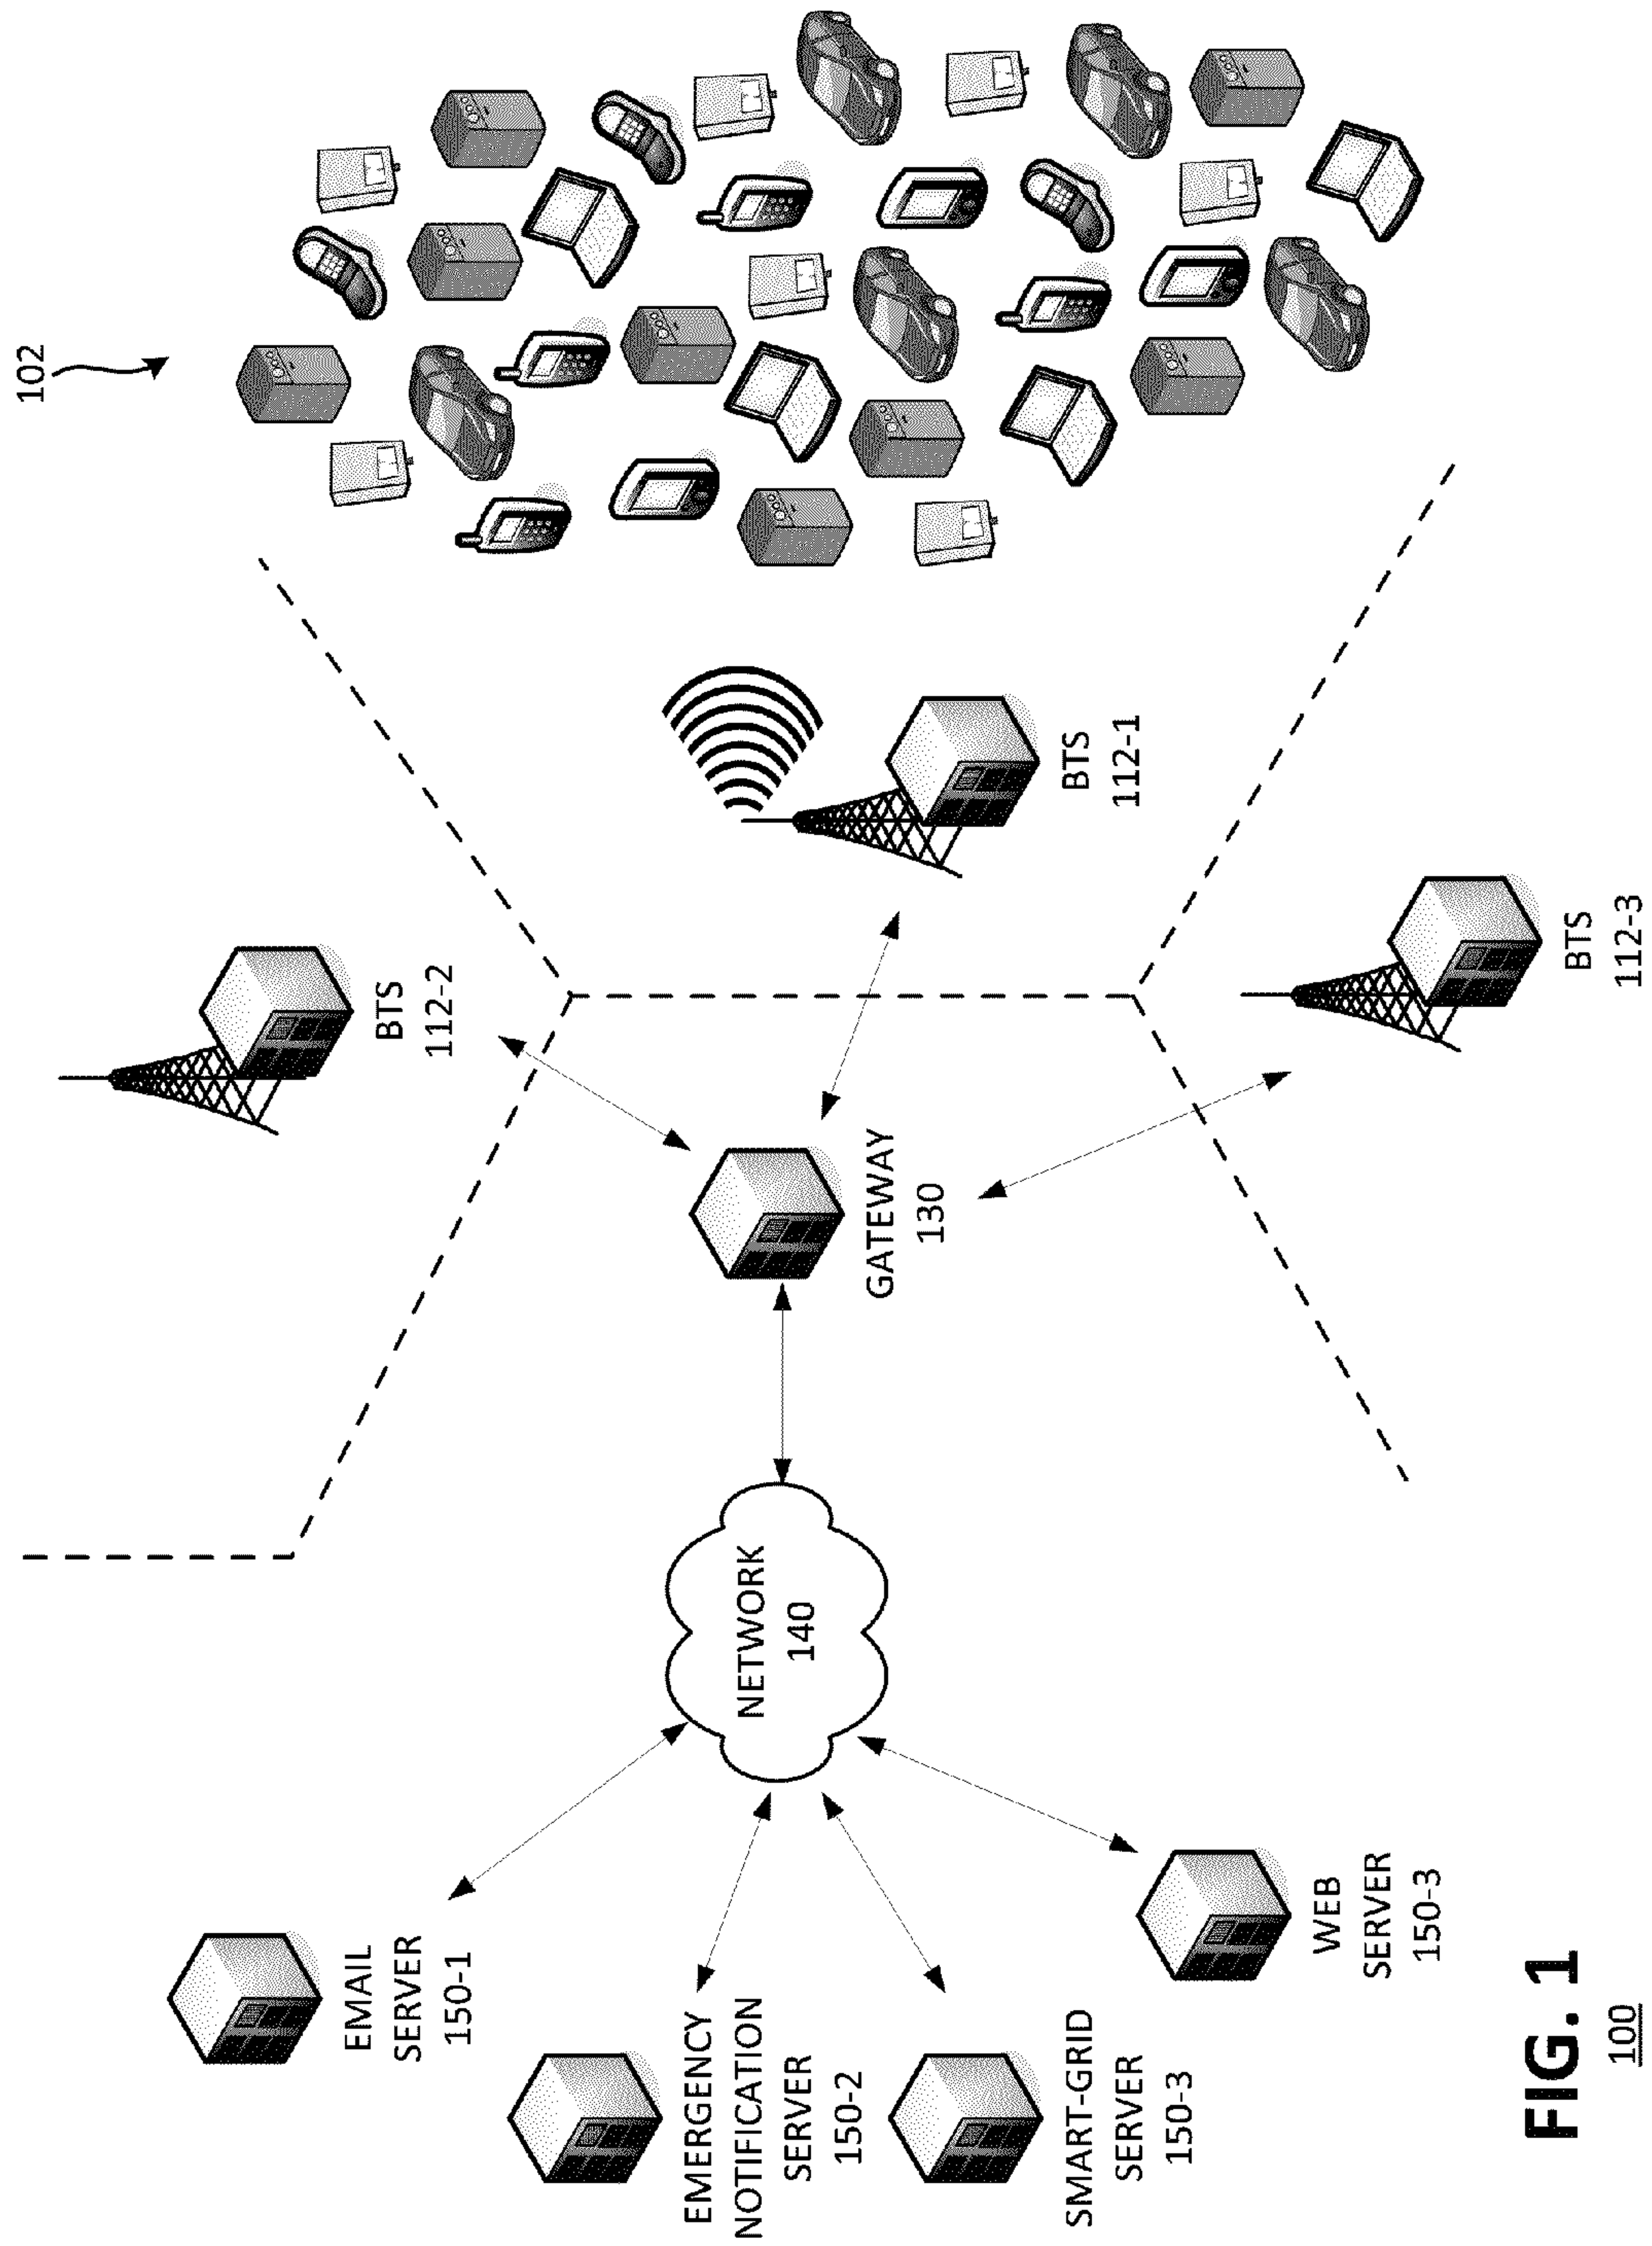 102
BTS
112-2
BTS
112-1
BTS
112-3
GATEWAY
130
NETWORK
140
EMAIL
SERVER
150-1
EMERGENCY
NOTIFICATION
SERVER
150-2
SMART-GRID
SERVER
150-3
WEB
SERVER
150-3
FIG. 1
100